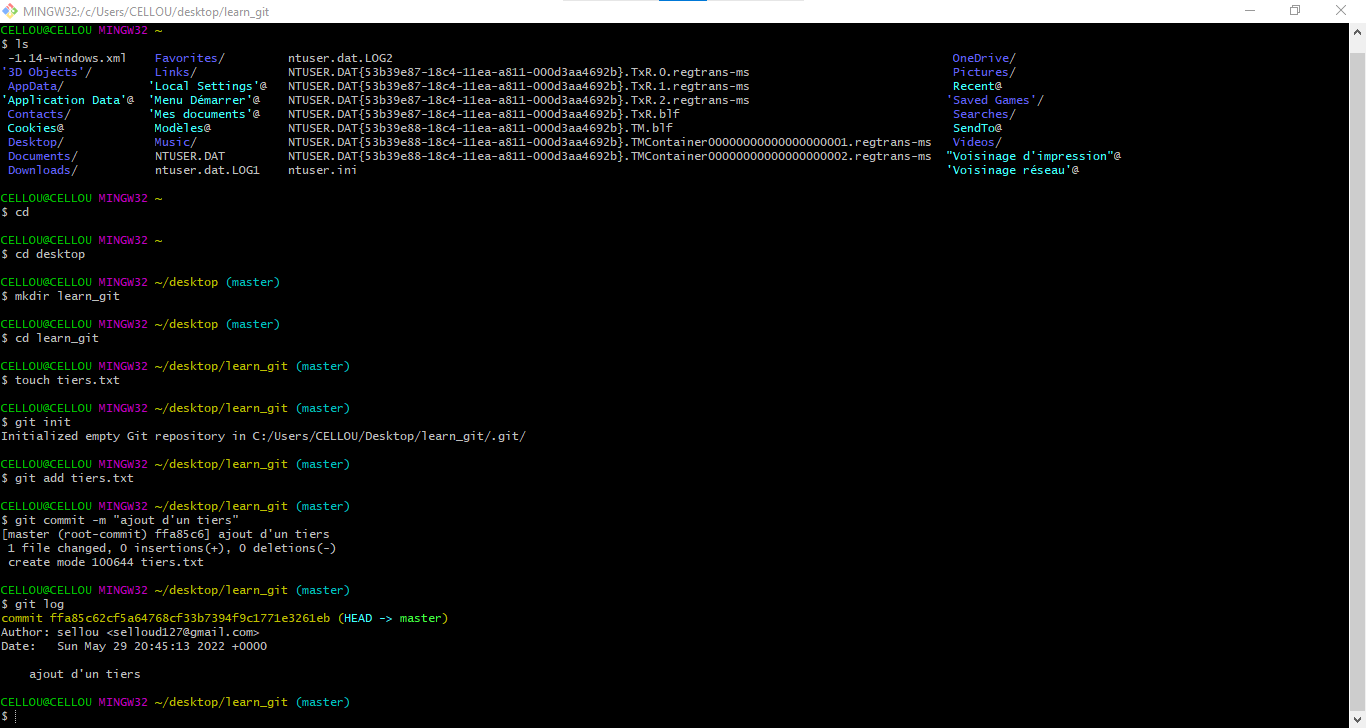 MINGW32:/c/Users/CELLOU/desktop/learn_git
CELLOU@CELLOU MINGW32 ~
$ ls
 -1.14-windows.xml    Favorites/          ntuser.dat.LOG2                                                                                OneDrive/
'3D Objects'/         Links/              NTUSER.DAT{53b39e87-18c4-11ea-a811-000d3aa4692b}.TxR.0.regtrans-ms                             Pictures/
 AppData/            'Local Settings'@    NTUSER.DAT{53b39e87-18c4-11ea-a811-000d3aa4692b}.TxR.1.regtrans-ms                             Recent@
'Application Data'@  'Menu Démarrer'@     NTUSER.DAT{53b39e87-18c4-11ea-a811-000d3aa4692b}.TxR.2.regtrans-ms                            'Saved Games'/
 Contacts/           'Mes documents'@     NTUSER.DAT{53b39e87-18c4-11ea-a811-000d3aa4692b}.TxR.blf                                       Searches/
 Cookies@             Modèles@            NTUSER.DAT{53b39e88-18c4-11ea-a811-000d3aa4692b}.TM.blf                                        SendTo@
 Desktop/             Music/              NTUSER.DAT{53b39e88-18c4-11ea-a811-000d3aa4692b}.TMContainer00000000000000000001.regtrans-ms   Videos/
 Documents/           NTUSER.DAT          NTUSER.DAT{53b39e88-18c4-11ea-a811-000d3aa4692b}.TMContainer00000000000000000002.regtrans-ms  "Voisinage d'impression"@
 Downloads/           ntuser.dat.LOG1     ntuser.ini                                                                                    'Voisinage réseau'@
CELLOU@CELLOU MINGW32 ~
$ cd
CELLOU@CELLOU MINGW32 ~
$ cd desktop
CELLOU@CELLOU MINGW32 ~/desktop (master)
$ mkdir learn_git
CELLOU@CELLOU MINGW32 ~/desktop (master)
$ cd learn_git
CELLOU@CELLOU MINGW32 ~/desktop/learn_git (master)
$ touch tiers.txt
CELLOU@CELLOU MINGW32 ~/desktop/learn_git (master)
$ git init
Initialized empty Git repository in C:/Users/CELLOU/Desktop/learn_git/.git/
CELLOU@CELLOU MINGW32 ~/desktop/learn_git (master)
$ git add tiers.txt
CELLOU@CELLOU MINGW32 ~/desktop/learn_git (master)
$ git commit -m "ajout d'un tiers"
[master (root-commit) ffa85c6] ajout d'un tiers
 1 file changed, 0 insertions(+), 0 deletions(-)
 create mode 100644 tiers.txt
CELLOU@CELLOU MINGW32 ~/desktop/learn_git (master)
$ git log
commit ffa85c62cf5a64768cf33b7394f9c1771e3261eb (HEAD -> master)
Author: sellou <selloud127@gmail.com>
Date:   Sun May 29 20:45:13 2022 +0000
    ajout d'un tiers
CELLOU@CELLOU MINGW32 ~/desktop/learn_git (master)
$